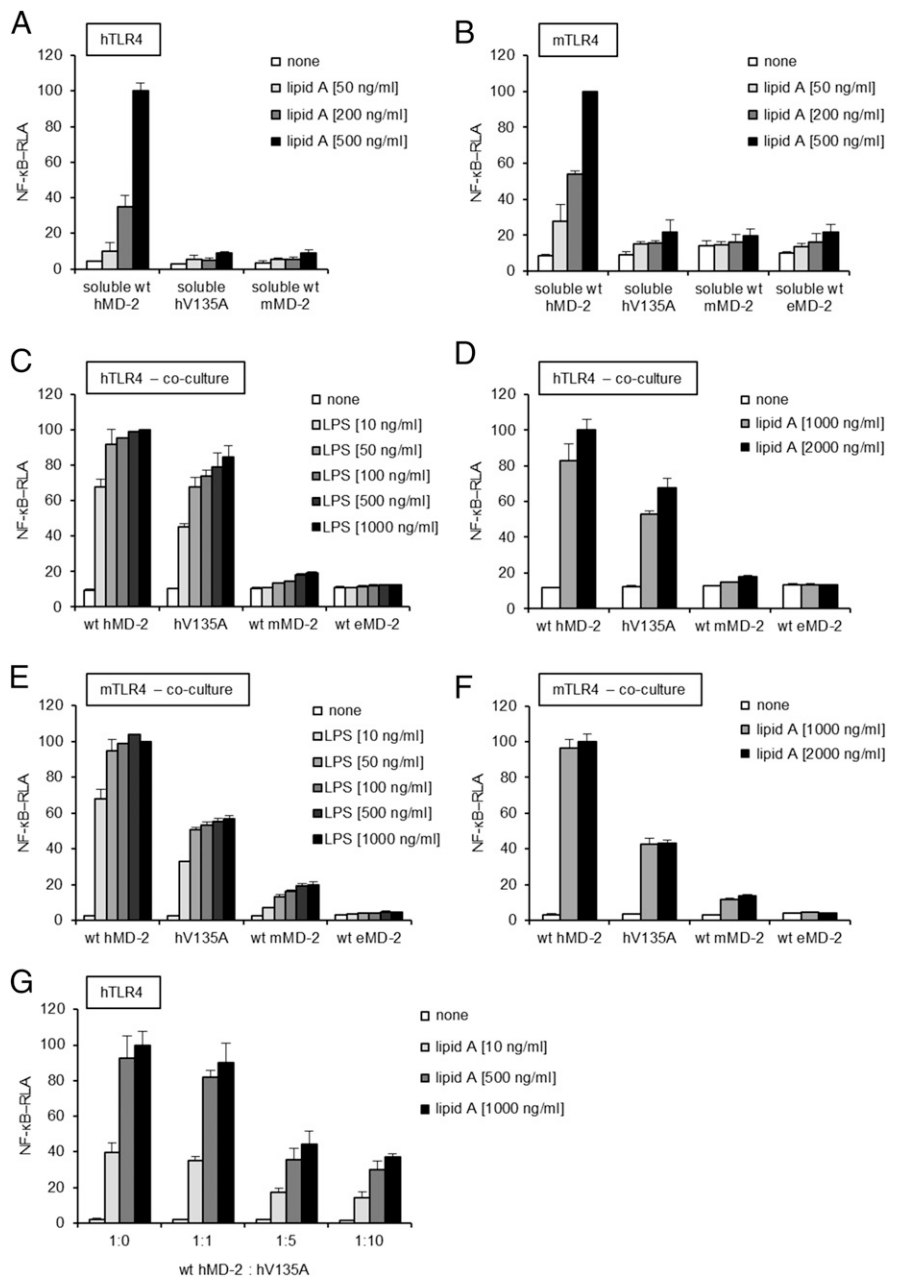 A
hTLR4
120
100
80
60
40
20
0
NF-κB–RLA
none
lipid A [50 ng/ml]
lipid A [200 ng/ml]
lipid A [500 ng/ml]
soluble wt soluble soluble wt
hMD-2 hV135A mMD-2
B
mTLR4
120
100
80
60
40
20
0
NF-κB–RLA
none
lipid A [50 ng/ml]
lipid A [200 ng/ml]
lipid A [500 ng/ml]
soluble wt soluble soluble wt soluble wt
hMD-2 hV135A mMD-2 eMD-2
C
hTLR4 – co-culture
120
100
80
60
40
20
0
NF-κB–RLA
none
LPS [10 ng/ml]
LPS [50 ng/ml]
LPS [100 ng/ml]
LPS [500 ng/ml]
LPS [1000 ng/ml]
wt hMD-2 hV135A wt mMD-2 wt eMD-2
D
hTLR4 – co-culture
120
100
80
60
40
20
0
NF-κB–RLA
none
lipid A [1000 ng/ml]
lipid A [2000 ng/ml]
wt hMD-2 hV135A wt mMD-2 wt eMD-2
E
mTLR4 – co-culture
120
100
80
60
40
20
0
NF-κB–RLA
none
LPS [10 ng/ml]
LPS [50 ng/ml]
LPS [100 ng/ml]
LPS [500 ng/ml]
LPS [1000 ng/ml]
wt hMD-2 hV135A wt mMD-2 wt eMD-2
F
mTLR4 – co-culture
120
100
80
60
40
20
0
NF-κB–RLA
none
lipid A [1000 ng/ml]
lipid A [2000 ng/ml]
wt hMD-2 hV135A wt mMD-2 wt eMD-2
G
hTLR4
120
100
80
60
40
20
0
NF-κB–RLA
none
lipid A [10 ng/ml]
lipid A [500 ng/ml]
lipid A [1000 ng/ml]
1:0 1:1 1:5 1:10
wt hMD-2 : hV135A